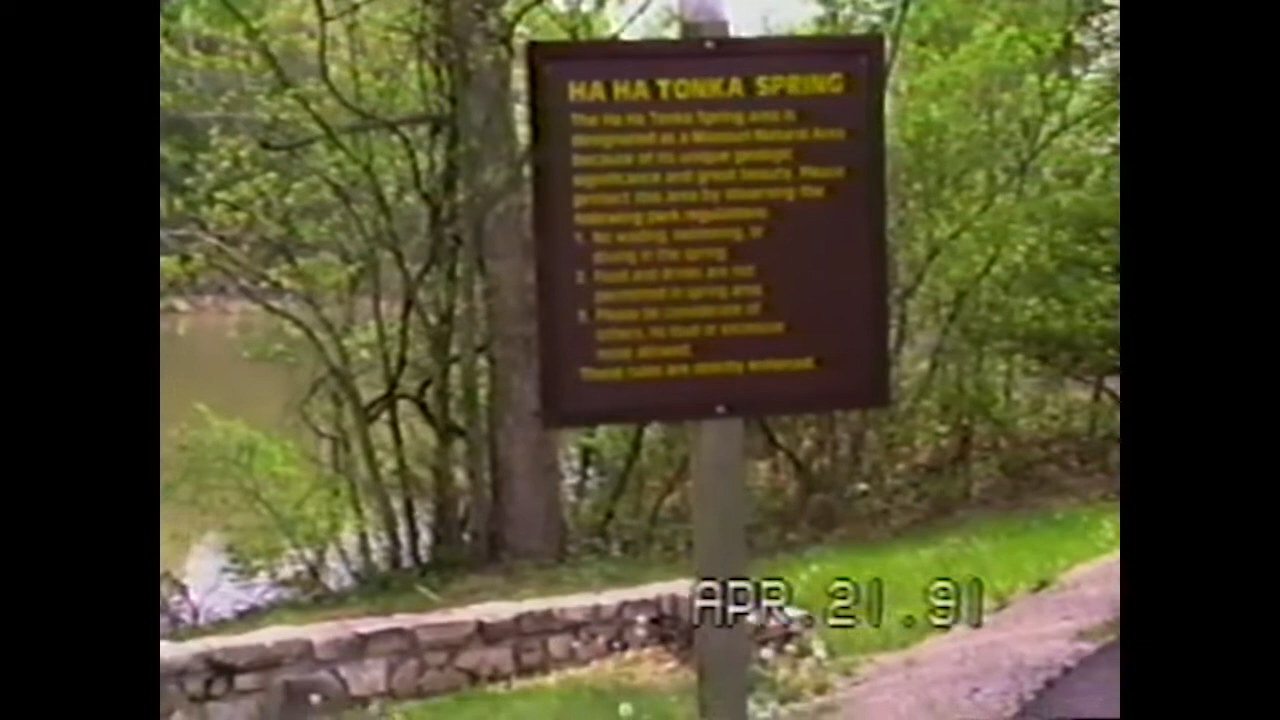 HA HA TONKA SPRING
The Ha Ha Tonka Spring area is
designated as a Missouri Natural Area
because of its unique geologic
significance and great beauty. Please
protect this area by observing the
following park regulations:
1. No wading, swimming, or
diving in the spring
2. Food and drinks are not
permitted in spring area
3. Please be considerate of
others. No loud or excessive
noise allowed.
These rules are strictly enforced.
APR.21.91